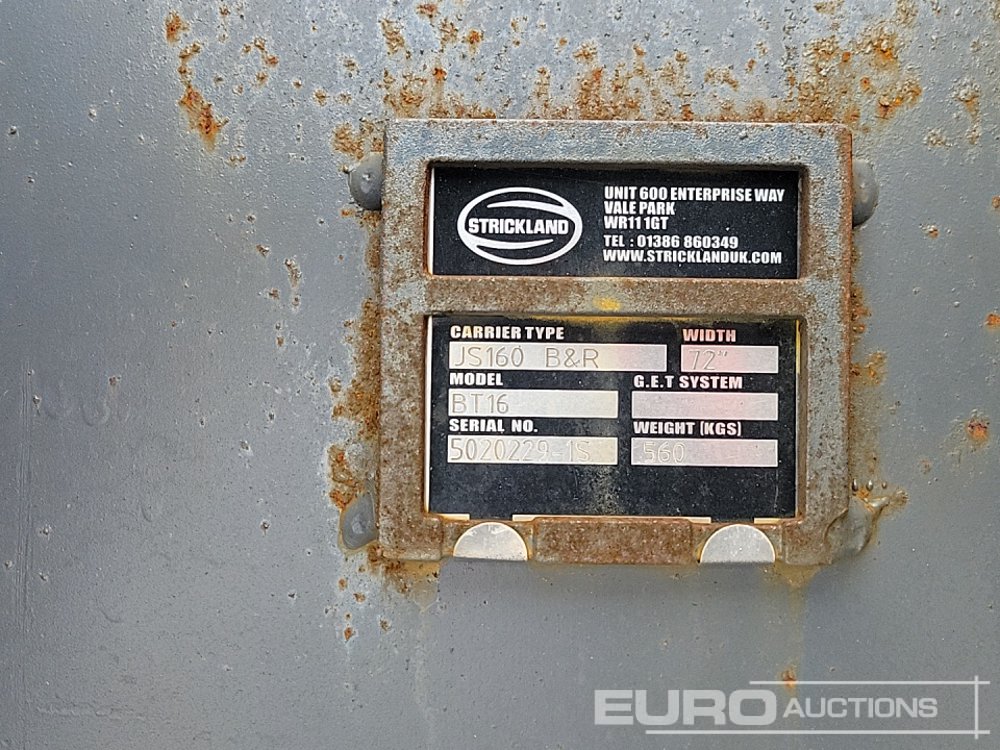 STRICKLAND
UNIT 600 ENTERPRISE WAY
VALE PARK
WR11 1GT
TEL : 01386 860349
WWW.STRICKLANDUK.COM
CARRIER TYPE WIDTH
JS160 B&R 72"
MODEL G.E.T SYSTEM
BT16
SERIAL NO. WEIGHT (KGS)
5020229-1S 560
EURO AUCTIONS